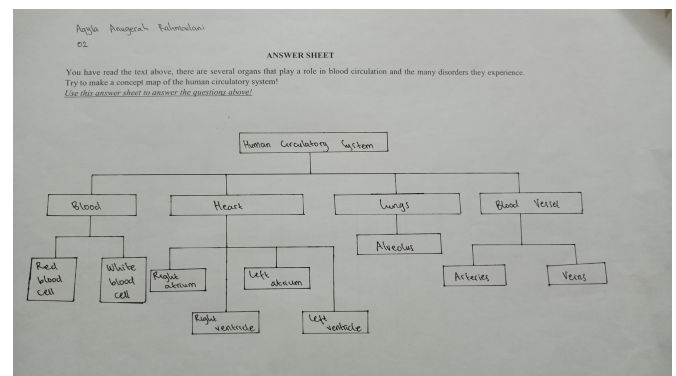 Aqyla Anugerah Rahmalani
02
ANSWER SHEET
You have read the text above, there are several organs that play a role in blood circulation and the many disorders they experience.
Try to make a concept map of the human circulatory system!
Use this answer sheet to answer the questions above!
Human Circulatory System
Blood
Heart
Lungs
Blood Vessel
Red
blood
cell
White
blood
cell
Right
atrium
Left
atrium
Alveolus
Arteries
Veins
Right
ventricle
Left
ventricle